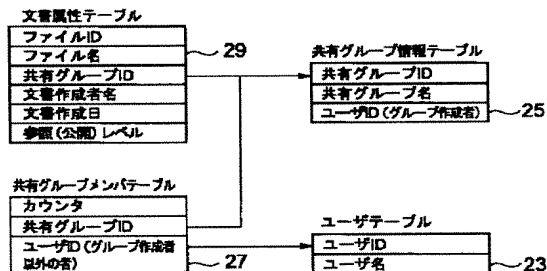 文書属性テーブル
ファイルID
ファイル名
共有グループID
文書作成者名
文書作成日
参照(公開)レベル
29
共有グループ情報テーブル
共有グループID
共有グループ名
ユーザID(グループ作成者)
25
共有グループメンバテーブル
カウンタ
共有グループID
ユーザID(グループ作成者
以外の者)
27
ユーザテーブル
ユーザID
ユーザ名
23